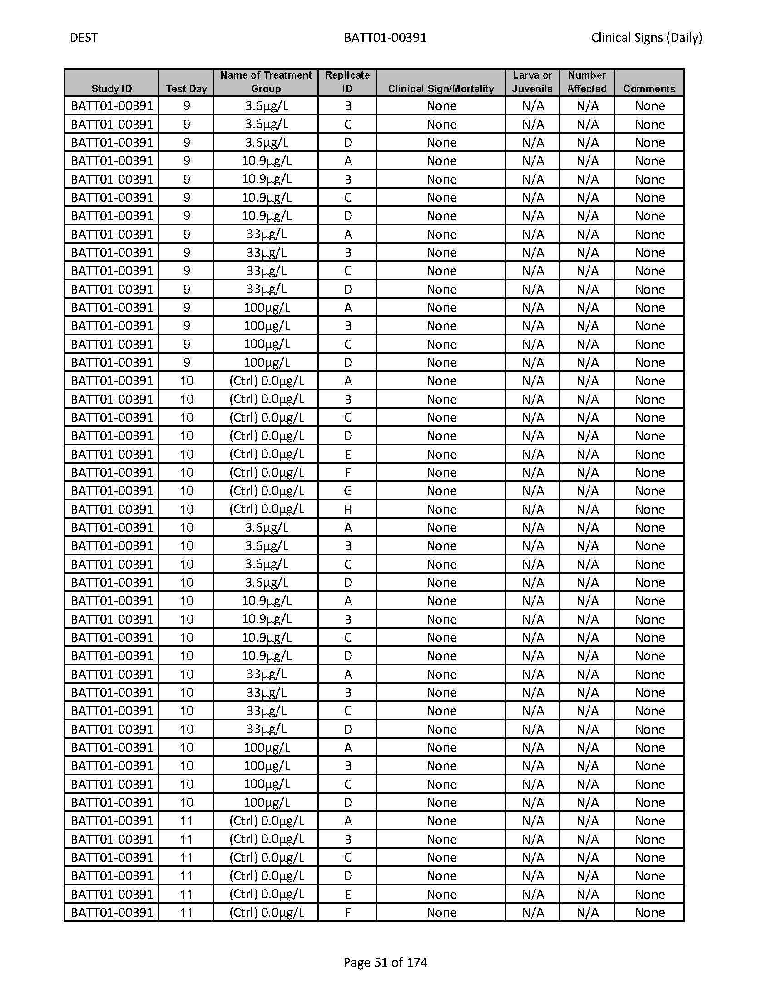 DEST BATT01-00391 Clinical Signs (Daily)
Study ID Test Day Name of Treatment Group Replicate ID Clinical Sign/Mortality Larva or Juvenile Number Affected Comments
BATT01-00391 9 3.6µg/L B None N/A N/A None
BATT01-00391 9 3.6µg/L C None N/A N/A None
BATT01-00391 9 3.6µg/L D None N/A N/A None
BATT01-00391 9 10.9µg/L A None N/A N/A None
BATT01-00391 9 10.9µg/L B None N/A N/A None
BATT01-00391 9 10.9µg/L C None N/A N/A None
BATT01-00391 9 10.9µg/L D None N/A N/A None
BATT01-00391 9 33µg/L A None N/A N/A None
BATT01-00391 9 33µg/L B None N/A N/A None
BATT01-00391 9 33µg/L C None N/A N/A None
BATT01-00391 9 33µg/L D None N/A N/A None
BATT01-00391 9 100µg/L A None N/A N/A None
BATT01-00391 9 100µg/L B None N/A N/A None
BATT01-00391 9 100µg/L C None N/A N/A None
BATT01-00391 9 100µg/L D None N/A N/A None
BATT01-00391 10 (Ctrl) 0.0µg/L A None N/A N/A None
BATT01-00391 10 (Ctrl) 0.0µg/L B None N/A N/A None
BATT01-00391 10 (Ctrl) 0.0µg/L C None N/A N/A None
BATT01-00391 10 (Ctrl) 0.0µg/L D None N/A N/A None
BATT01-00391 10 (Ctrl) 0.0µg/L E None N/A N/A None
BATT01-00391 10 (Ctrl) 0.0µg/L F None N/A N/A None
BATT01-00391 10 (Ctrl) 0.0µg/L G None N/A N/A None
BATT01-00391 10 (Ctrl) 0.0µg/L H None N/A N/A None
BATT01-00391 10 3.6µg/L A None N/A N/A None
BATT01-00391 10 3.6µg/L B None N/A N/A None
BATT01-00391 10 3.6µg/L C None N/A N/A None
BATT01-00391 10 3.6µg/L D None N/A N/A None
BATT01-00391 10 10.9µg/L A None N/A N/A None
BATT01-00391 10 10.9µg/L B None N/A N/A None
BATT01-00391 10 10.9µg/L C None N/A N/A None
BATT01-00391 10 10.9µg/L D None N/A N/A None
BATT01-00391 10 33µg/L A None N/A N/A None
BATT01-00391 10 33µg/L B None N/A N/A None
BATT01-00391 10 33µg/L C None N/A N/A None
BATT01-00391 10 33µg/L D None N/A N/A None
BATT01-00391 10 100µg/L A None N/A N/A None
BATT01-00391 10 100µg/L B None N/A N/A None
BATT01-00391 10 100µg/L C None N/A N/A None
BATT01-00391 10 100µg/L D None N/A N/A None
BATT01-00391 11 (Ctrl) 0.0µg/L A None N/A N/A None
BATT01-00391 11 (Ctrl) 0.0µg/L B None N/A N/A None
BATT01-00391 11 (Ctrl) 0.0µg/L C None N/A N/A None
BATT01-00391 11 (Ctrl) 0.0µg/L D None N/A N/A None
BATT01-00391 11 (Ctrl) 0.0µg/L E None N/A N/A None
BATT01-00391 11 (Ctrl) 0.0µg/L F None N/A N/A None
Page 51 of 174